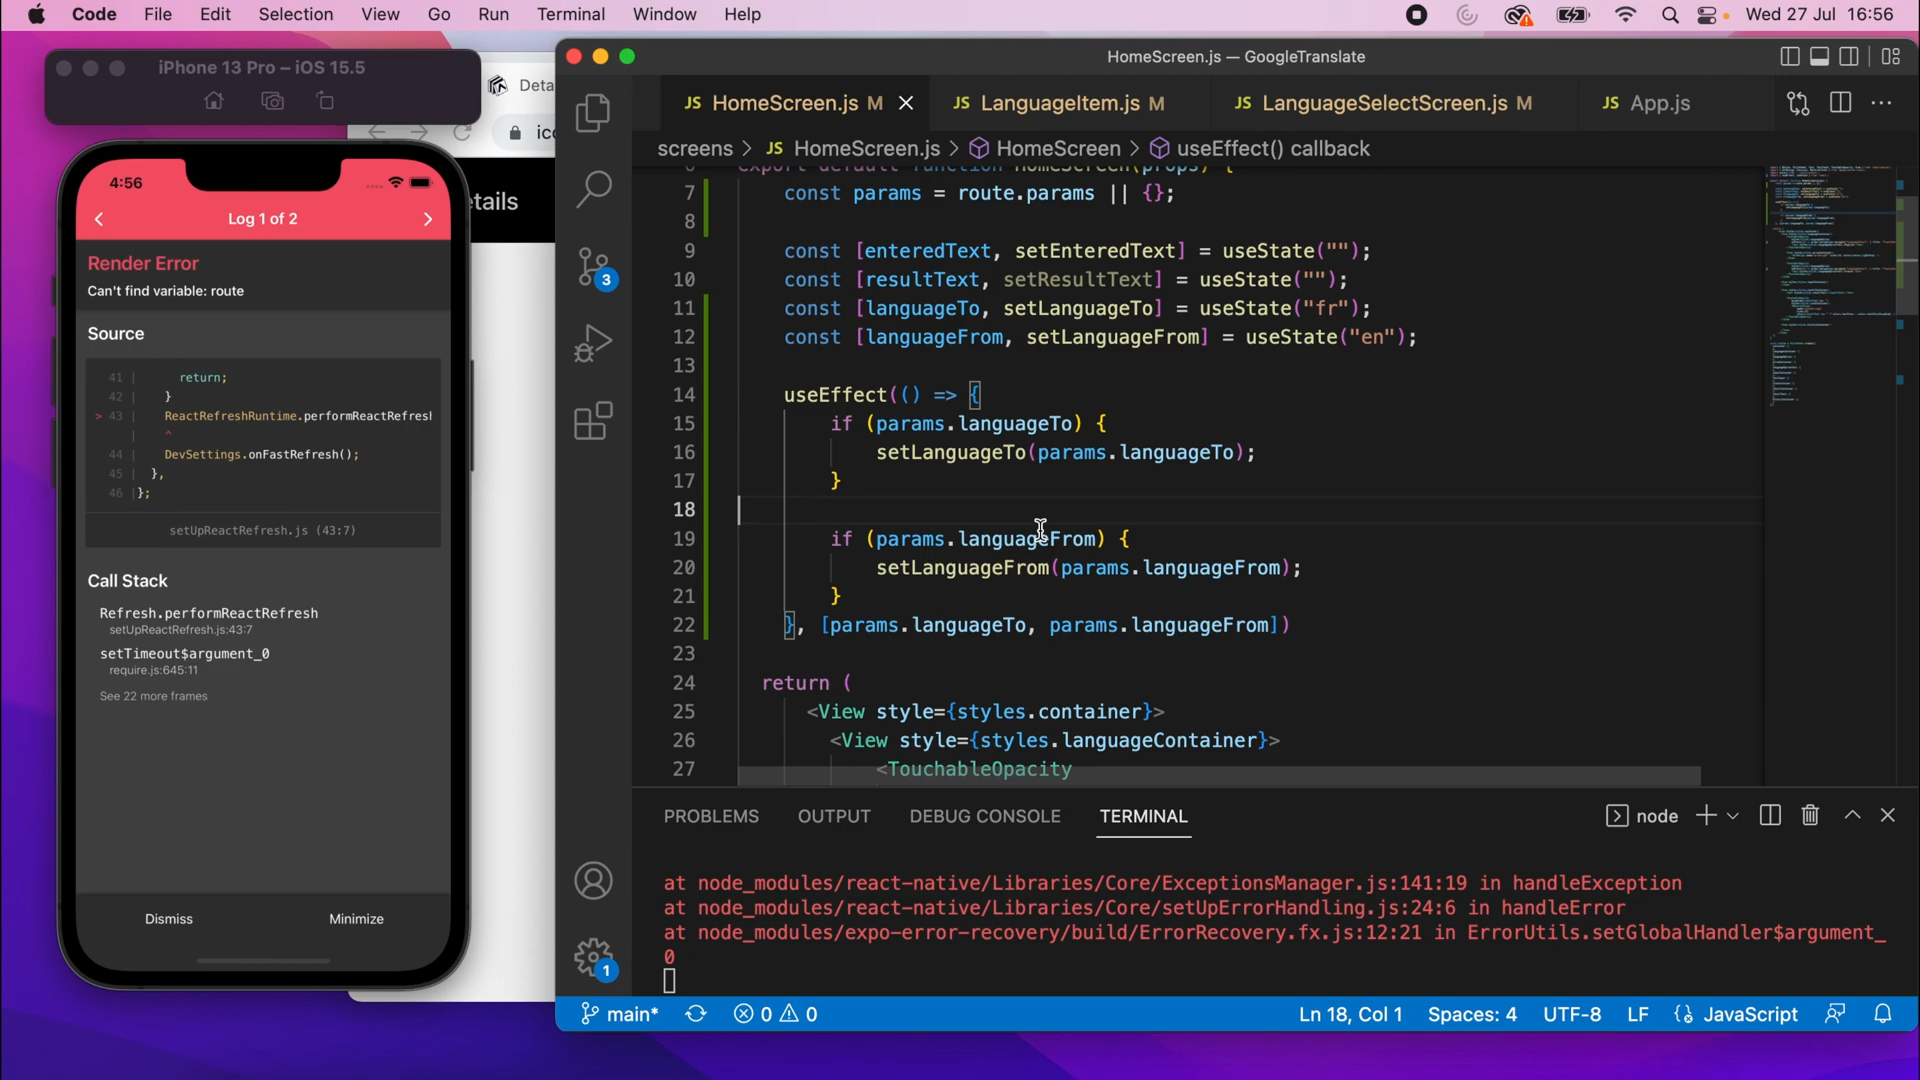 Code File Edit Selection View Go Run Terminal Window Help Wed 27 Jul 16:56
iPhone 13 Pro – iOS 15.5
Deta
ico
etails
4:56
Log 1 of 2
Render Error
Can't find variable: route
Source
41 | return;
42 | }
> 43 | ReactRefreshRuntime.performReactRefresh
| ^
44 | DevSettings.onFastRefresh();
45 | },
46 | };
setUpReactRefresh.js (43:7)
Call Stack
Refresh.performReactRefresh
setUpReactRefresh.js:43:7
setTimeout$argument_0
require.js:645:11
See 22 more frames
Dismiss Minimize
HomeScreen.js — GoogleTranslate
JS HomeScreen.js M JS LanguageItem.js M JS LanguageSelectScreen.js M JS App.js
screens > JS HomeScreen.js > HomeScreen > useEffect() callback
6 export default function HomeScreen(props) {
7 const params = route.params || {};
8
9 const [enteredText, setEnteredText] = useState("");
10 const [resultText, setResultText] = useState("");
11 const [languageTo, setLanguageTo] = useState("fr");
12 const [languageFrom, setLanguageFrom] = useState("en");
13
14 useEffect(() => {
15 if (params.languageTo) {
16 setLanguageTo(params.languageTo);
17 }
18
19 if (params.languageFrom) {
20 setLanguageFrom(params.languageFrom);
21 }
22 }, [params.languageTo, params.languageFrom])
23
24 return (
25 <View style={styles.container}>
26 <View style={styles.languageContainer}>
27 <TouchableOpacity
3
1
PROBLEMS OUTPUT DEBUG CONSOLE TERMINAL node
at node_modules/react-native/Libraries/Core/ExceptionsManager.js:141:19 in handleException
at node_modules/react-native/Libraries/Core/setUpErrorHandling.js:24:6 in handleError
at node_modules/expo-error-recovery/build/ErrorRecovery.fx.js:12:21 in ErrorUtils.setGlobalHandler$argument_
0
main* 0 0 Ln 18, Col 1 Spaces: 4 UTF-8 LF JavaScript